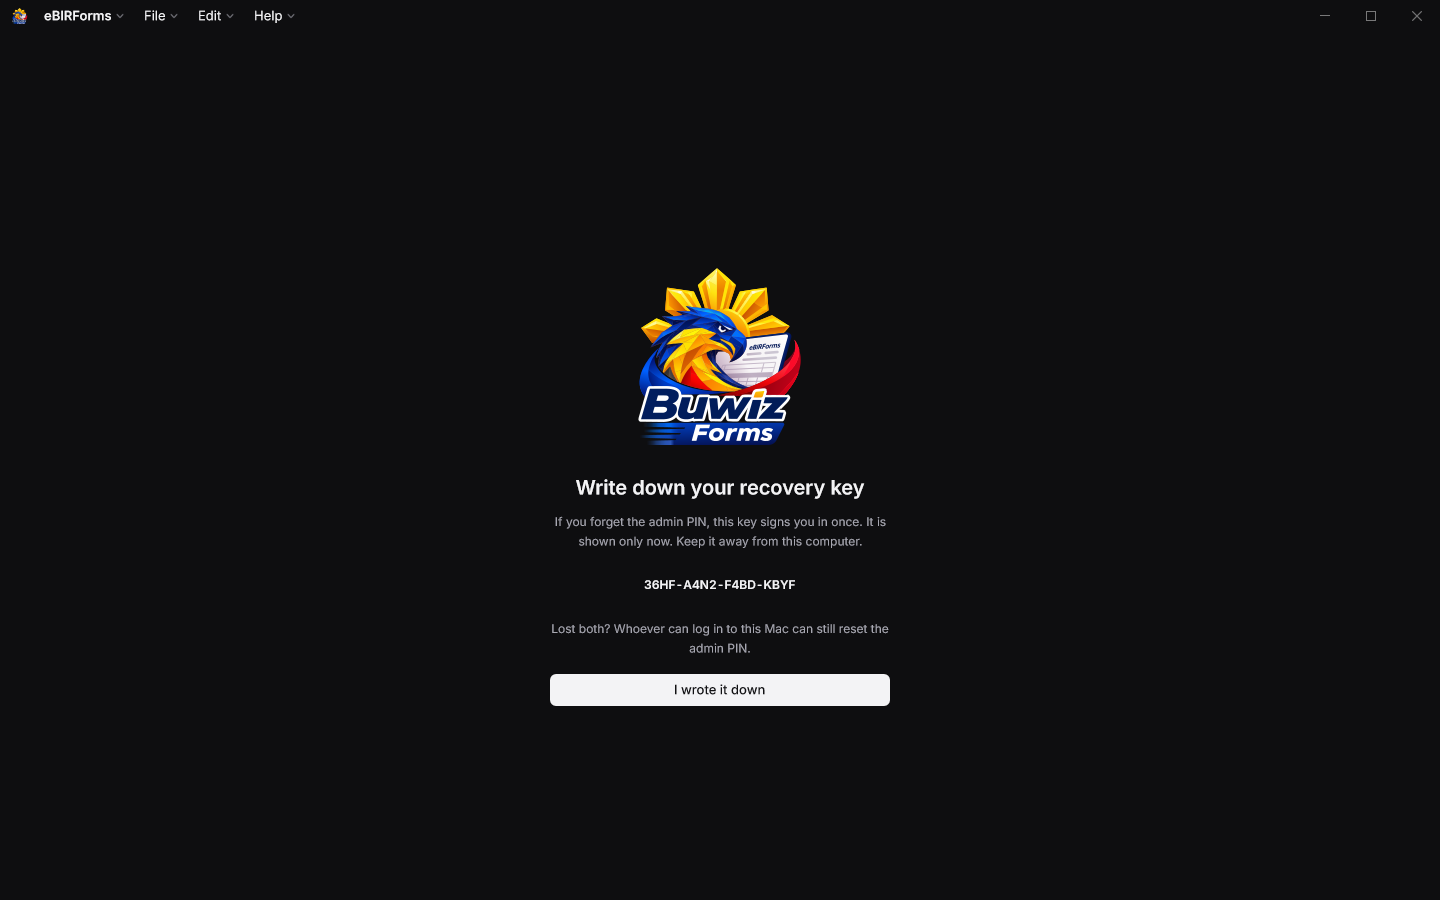 eBIRForms File Edit Help
eBIRForms
Buwiz
Forms
Write down your recovery key
If you forget the admin PIN, this key signs you in once. It is
shown only now. Keep it away from this computer.
36HF-A4N2-F4BD-KBYF
Lost both? Whoever can log in to this Mac can still reset the
admin PIN.
I wrote it down